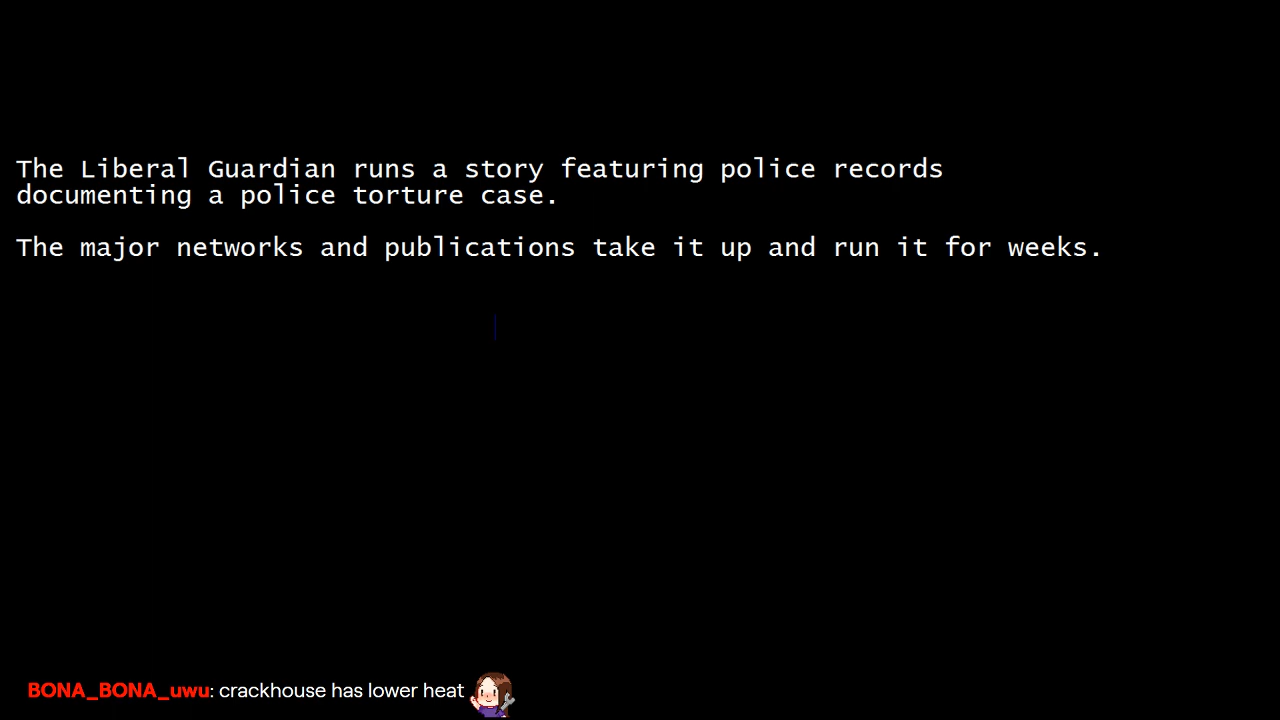 The Liberal Guardian runs a story featuring police records
documenting a police torture case.
The major networks and publications take it up and run it for weeks.
BONA_BONA_uwu: crackhouse has lower heat